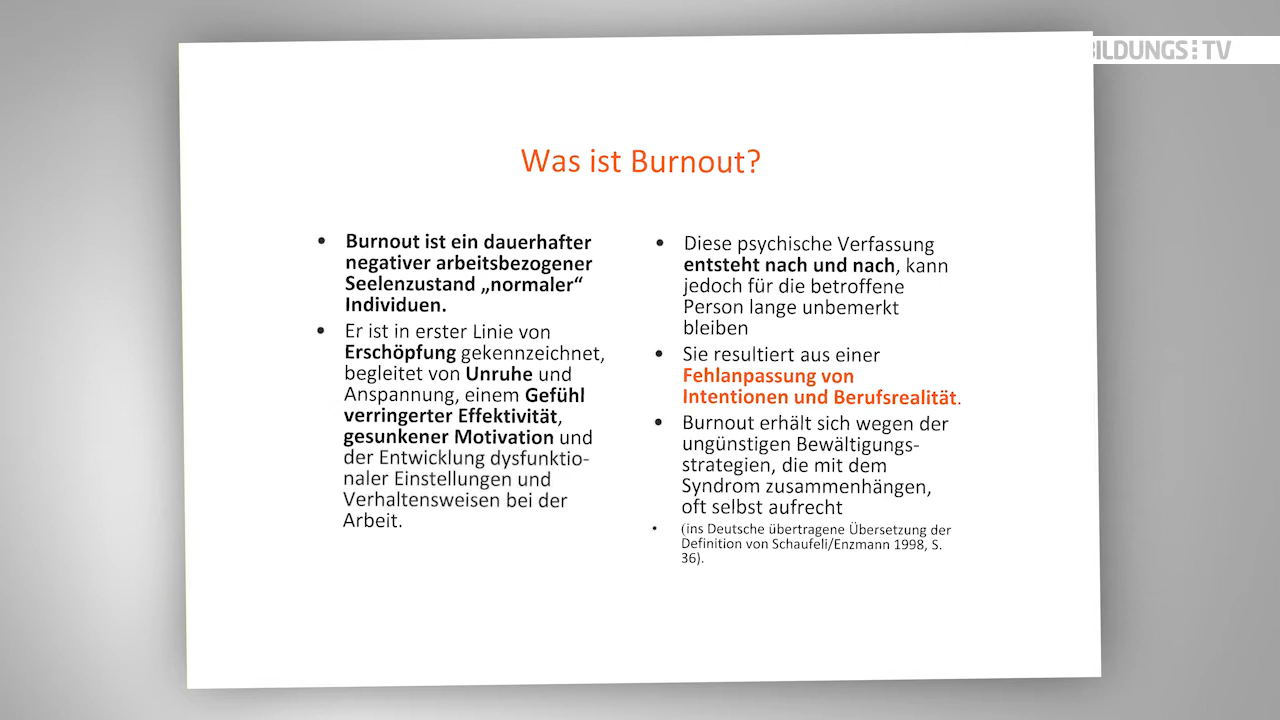 BILDUNGS TV
Was ist Burnout?
• Burnout ist ein dauerhafter
negativer arbeitsbezogener
Seelenzustand „normaler“
Individuen.
• Er ist in erster Linie von
Erschöpfung gekennzeichnet,
begleitet von Unruhe und
Anspannung, einem Gefühl
verringerter Effektivität,
gesunkener Motivation und
der Entwicklung dysfunktio-
naler Einstellungen und
Verhaltensweisen bei der
Arbeit.
• Diese psychische Verfassung
entsteht nach und nach, kann
jedoch für die betroffene
Person lange unbemerkt
bleiben
• Sie resultiert aus einer
Fehlanpassung von
Intentionen und Berufsrealität.
• Burnout erhält sich wegen der
ungünstigen Bewältigungs-
strategien, die mit dem
Syndrom zusammenhängen,
oft selbst aufrecht
• (ins Deutsche übertragene Übersetzung der
Definition von Schaufeli/Enzmann 1998, S.
36).